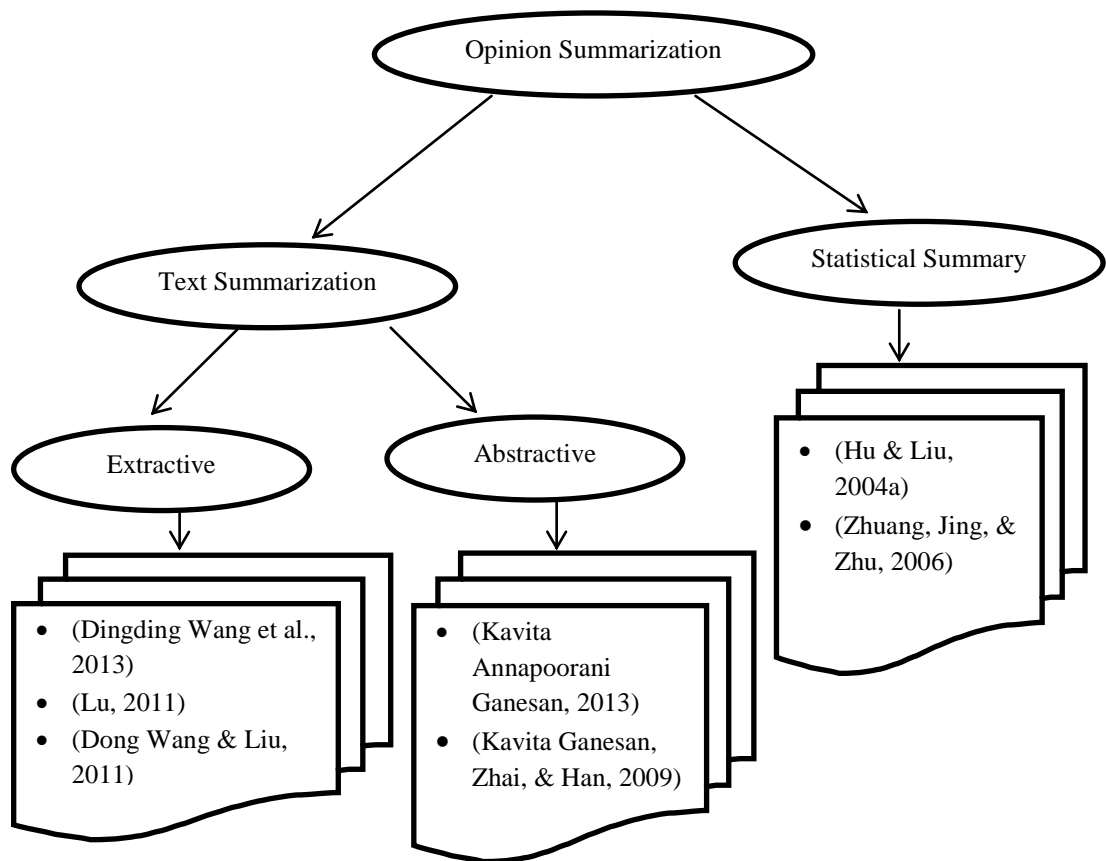 Opinion Summarization
Text Summarization
Statistical Summary
Extractive
Abstractive
• (Hu & Liu,
2004a)
• (Zhuang, Jing, &
Zhu, 2006)
• (Dingding Wang et al.,
2013)
• (Lu, 2011)
• (Dong Wang & Liu,
2011)
• (Kavita
Annapoorani
Ganesan, 2013)
• (Kavita Ganesan,
Zhai, & Han, 2009)